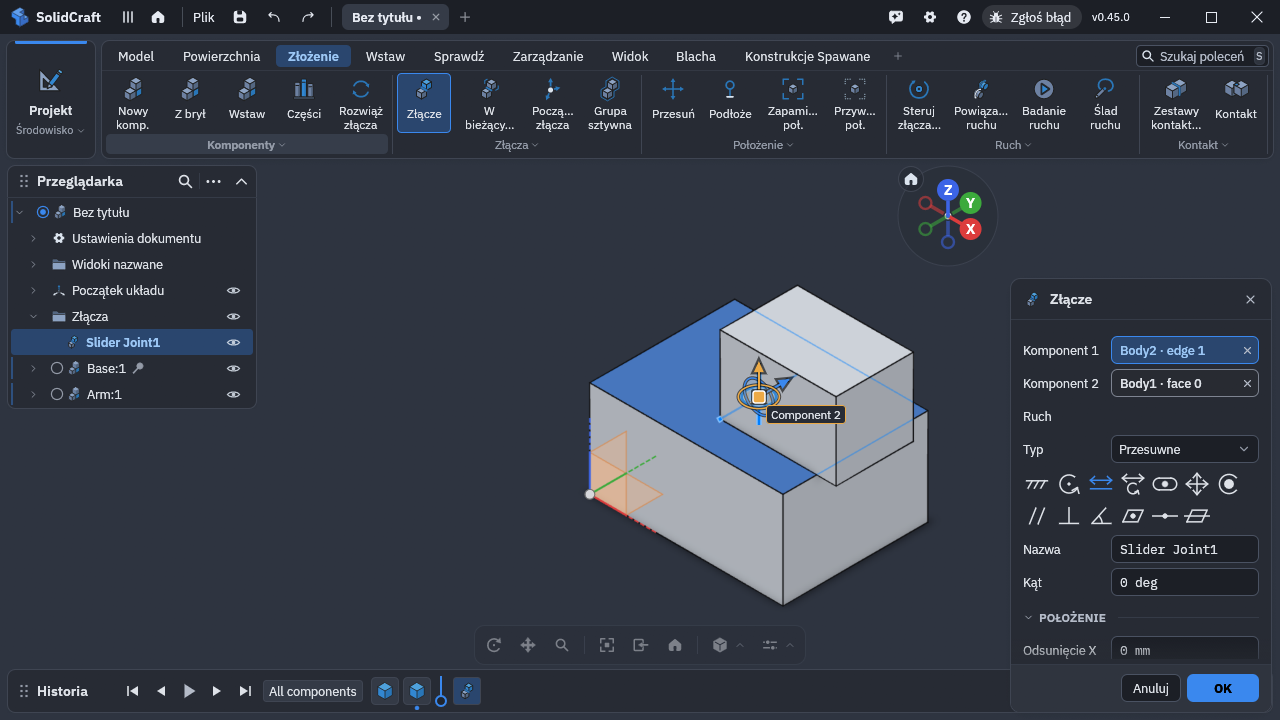 SolidCraft
Plik
Bez tytułu •
Zgłoś błąd
v0.45.0
Projekt
Środowisko
Model
Powierzchnia
Złożenie
Wstaw
Sprawdź
Zarządzanie
Widok
Blacha
Konstrukcje Spawane
Szukaj poleceń
S
Nowy komp.
Z brył
Wstaw
Części
Rozwiąż złącza
Złącze
W bieżący...
Począ... złącza
Grupa sztywna
Przesuń
Podłoże
Zapami... poł.
Przyw... poł.
Steruj złącza...
Powiąza... ruchu
Badanie ruchu
Ślad ruchu
Zestawy kontakt...
Kontakt
Komponenty
Złącza
Położenie
Ruch
Kontakt
Przeglądarka
Bez tytułu
Ustawienia dokumentu
Widoki nazwane
Początek układu
Złącza
Slider Joint1
Base:1
Arm:1
Z
Y
X
Component 2
Złącze
Komponent 1
Body2 · edge 1
Komponent 2
Body1 · face 0
Ruch
Typ
Przesuwne
Nazwa
Slider Joint1
Kąt
0 deg
POŁOŻENIE
Odsunięcie X
0 mm
Anuluj
OK
Historia
All components